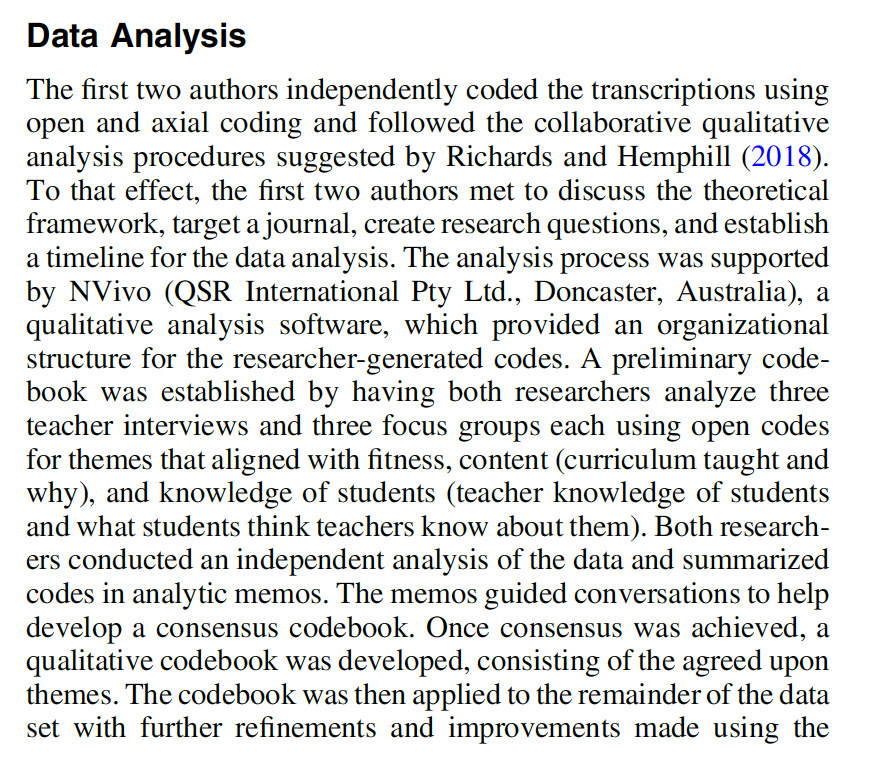 Data Analysis
The first two authors independently coded the transcriptions using
open and axial coding and followed the collaborative qualitative
analysis procedures suggested by Richards and Hemphill (2018).
To that effect, the first two authors met to discuss the theoretical
framework, target a journal, create research questions, and establish
a timeline for the data analysis. The analysis process was supported
by NVivo (QSR International Pty Ltd., Doncaster, Australia), a
qualitative analysis software, which provided an organizational
structure for the researcher-generated codes. A preliminary code-
book was established by having both researchers analyze three
teacher interviews and three focus groups each using open codes
for themes that aligned with fitness, content (curriculum taught and
why), and knowledge of students (teacher knowledge of students
and what students think teachers know about them). Both research-
ers conducted an independent analysis of the data and summarized
codes in analytic memos. The memos guided conversations to help
develop a consensus codebook. Once consensus was achieved, a
qualitative codebook was developed, consisting of the agreed upon
themes. The codebook was then applied to the remainder of the data
set with further refinements and improvements made using the